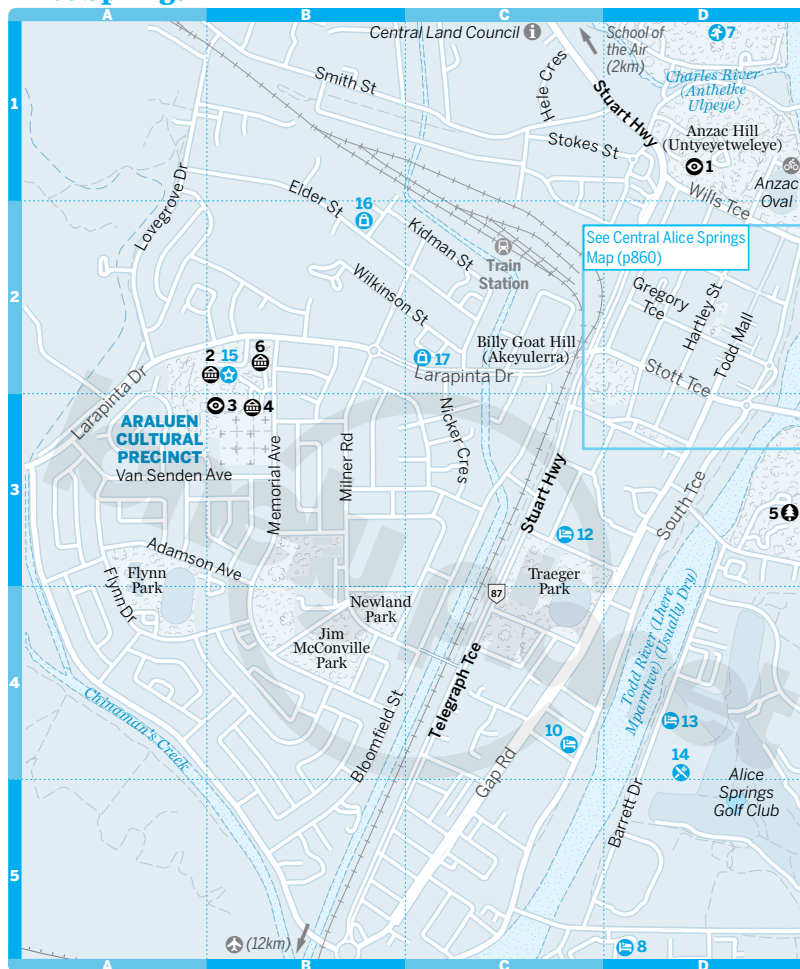 A
B
C
D
Central Land Council
School of
the Air
(2km)
7
1
Smith St
Hele Cres
Stuart Hwy
Charles River
(Anthelke
Ulpeye)
Stokes St
Anzac Hill
(Untyeyetweleye)
1
Anzac
Oval
Wills Tce
Lovegrove Dr
Elder St
16
Kidman St
Train
Station
See Central Alice Springs
Map (p860)
2
Wilkinson St
Gregory
Tce
Hartley St
Todd Mall
2
15
6
17
Billy Goat Hill
(Akeyulerra)
Larapinta Dr
Stott Tce
Larapinta Dr
3
4
ARALUEN
CULTURAL
PRECINCT
Van Senden Ave
Memorial Ave
Milner Rd
Nicker Cres
Stuart Hwy
South Tce
3
5
12
Adamson Ave
Flynn
Park
Flynn Dr
Traeger
Park
87
Newland
Park
Jim
McConville
Park
Todd River (Lhere
Mparntwe) (Usually Dry)
4
Chinaman's Creek
Bloomfield St
Telegraph Tce
10
13
14
Gap Rd
Barrett Dr
Alice
Springs
Golf Club
5
(12km)
8
A
B
C
D